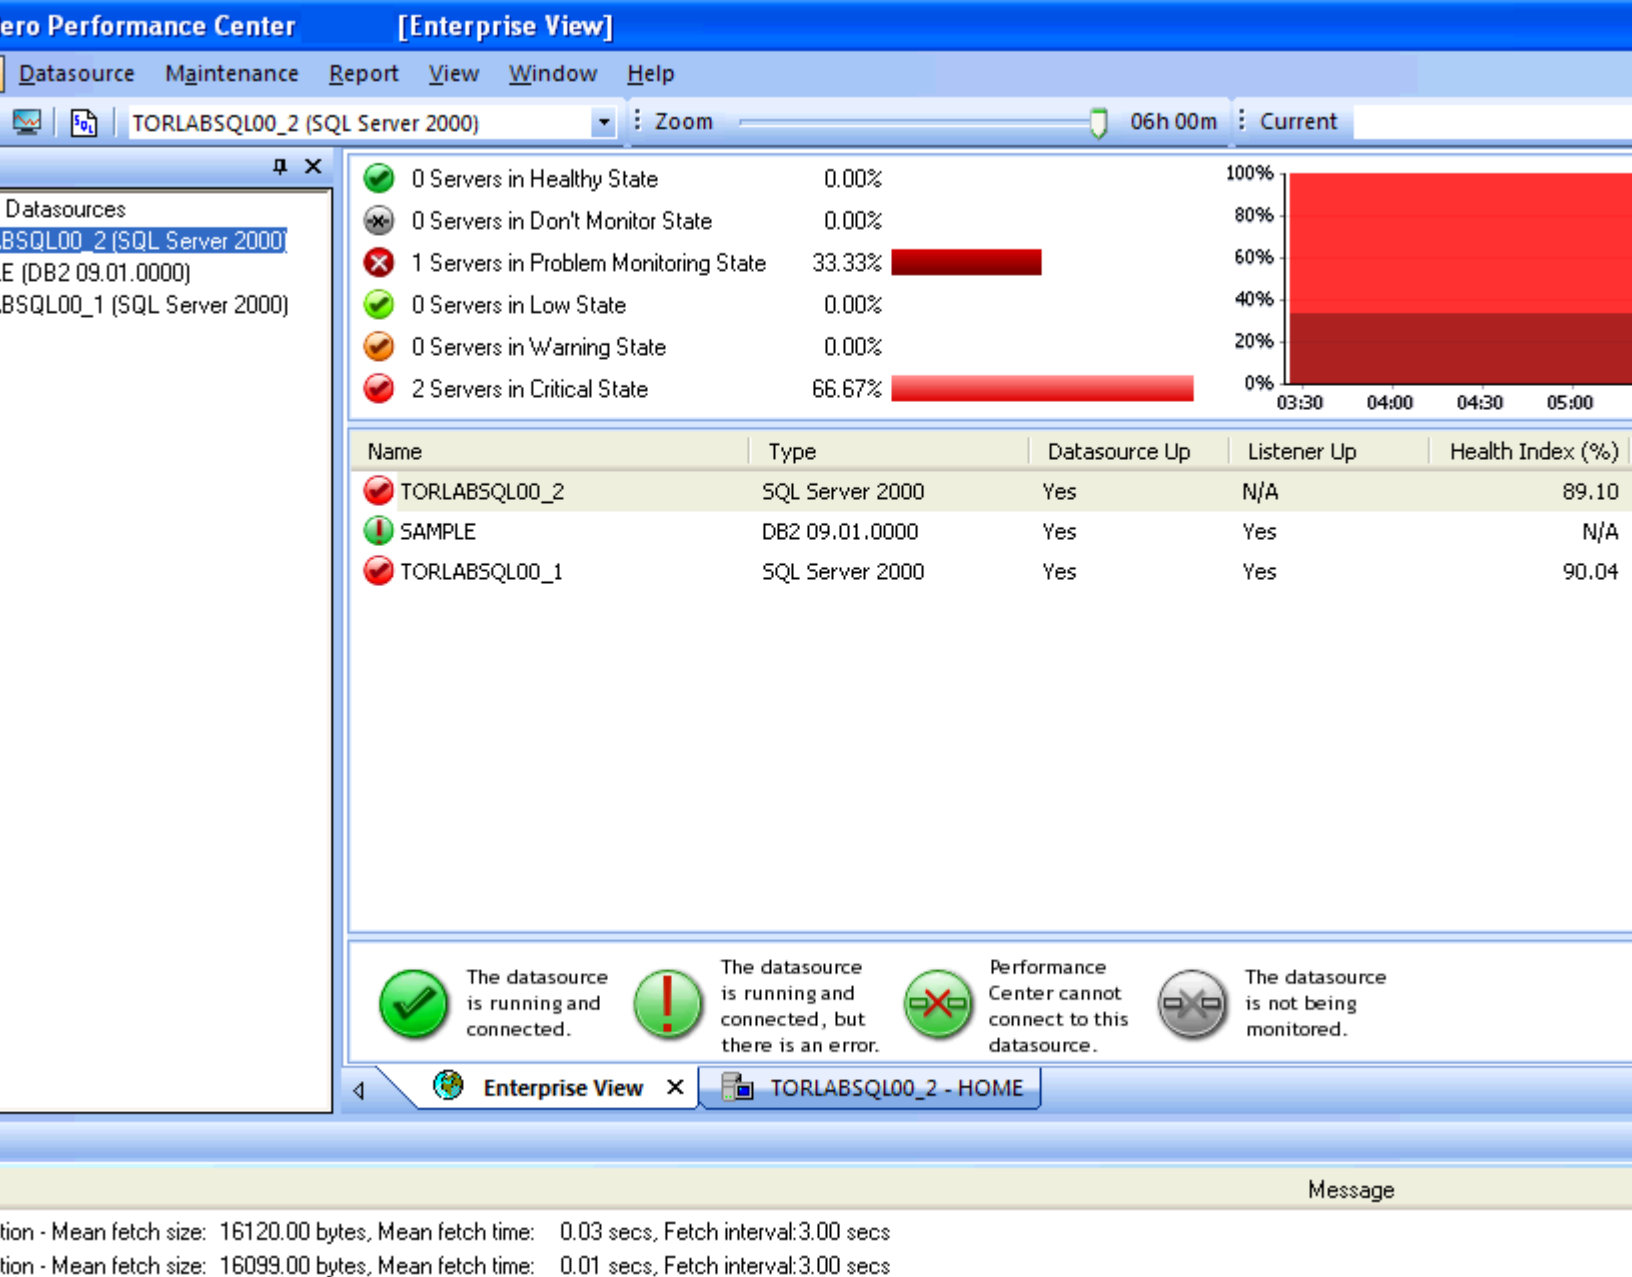 ero Performance Center [Enterprise View]
Datasource Maintenance Report View Window Help
SQL TORLABSQL00_2 (SQL Server 2000) Zoom 06h 00m Current
Datasources
BSQL00_2 (SQL Server 2000)
E (DB2 09.01.0000)
BSQL00_1 (SQL Server 2000)
0 Servers in Healthy State 0.00%
0 Servers in Don't Monitor State 0.00%
1 Servers in Problem Monitoring State 33.33%
0 Servers in Low State 0.00%
0 Servers in Warning State 0.00%
2 Servers in Critical State 66.67%
100%
80%
60%
40%
20%
0%
03:30 04:00 04:30 05:00
Name Type Datasource Up Listener Up Health Index (%)
TORLABSQL00_2 SQL Server 2000 Yes N/A 89.10
SAMPLE DB2 09.01.0000 Yes Yes N/A
TORLABSQL00_1 SQL Server 2000 Yes Yes 90.04
The datasource
is running and
connected.
The datasource
is running and
connected, but
there is an error.
Performance
Center cannot
connect to this
datasource.
The datasource
is not being
monitored.
Enterprise View TORLABSQL00_2 - HOME
Message
tion - Mean fetch size: 16120.00 bytes, Mean fetch time: 0.03 secs, Fetch interval:3.00 secs
tion - Mean fetch size: 16099.00 bytes, Mean fetch time: 0.01 secs, Fetch interval:3.00 secs